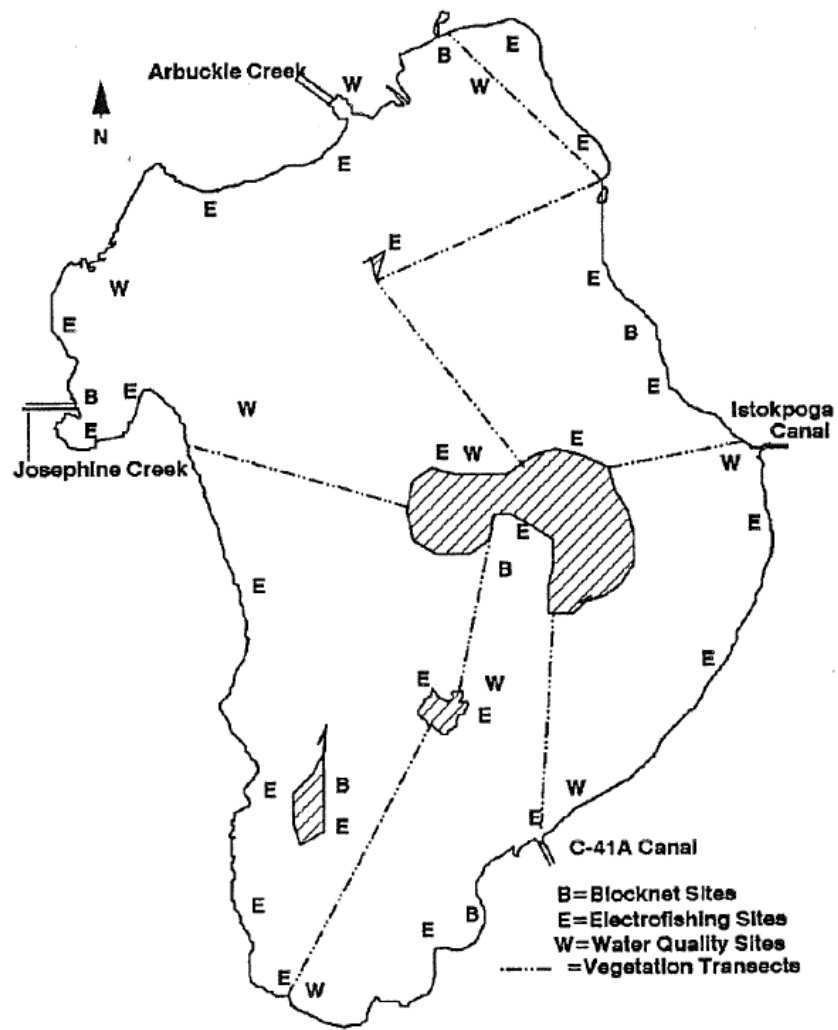 E
B
Arbuckle Creek
W
W
N
E
E
E
E
E
W
E
B
E
E
B
W
Istokpoga
Canal
E
E
E
W
W
Josephine Creek
E
E
B
E
E
E
W
E
E
W
B
E
E
C-41A Canal
E
B
E
E
W
B=Blocknet Sites
E=Electrofishing Sites
W=Water Quality Sites
=Vegetation Transects